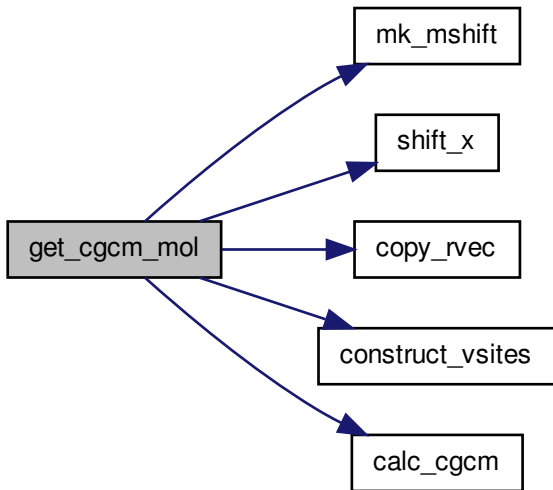 mk_mshift
shift_x
get_cgcm_mol
copy_rvec
construct_vsites
calc_cgcm